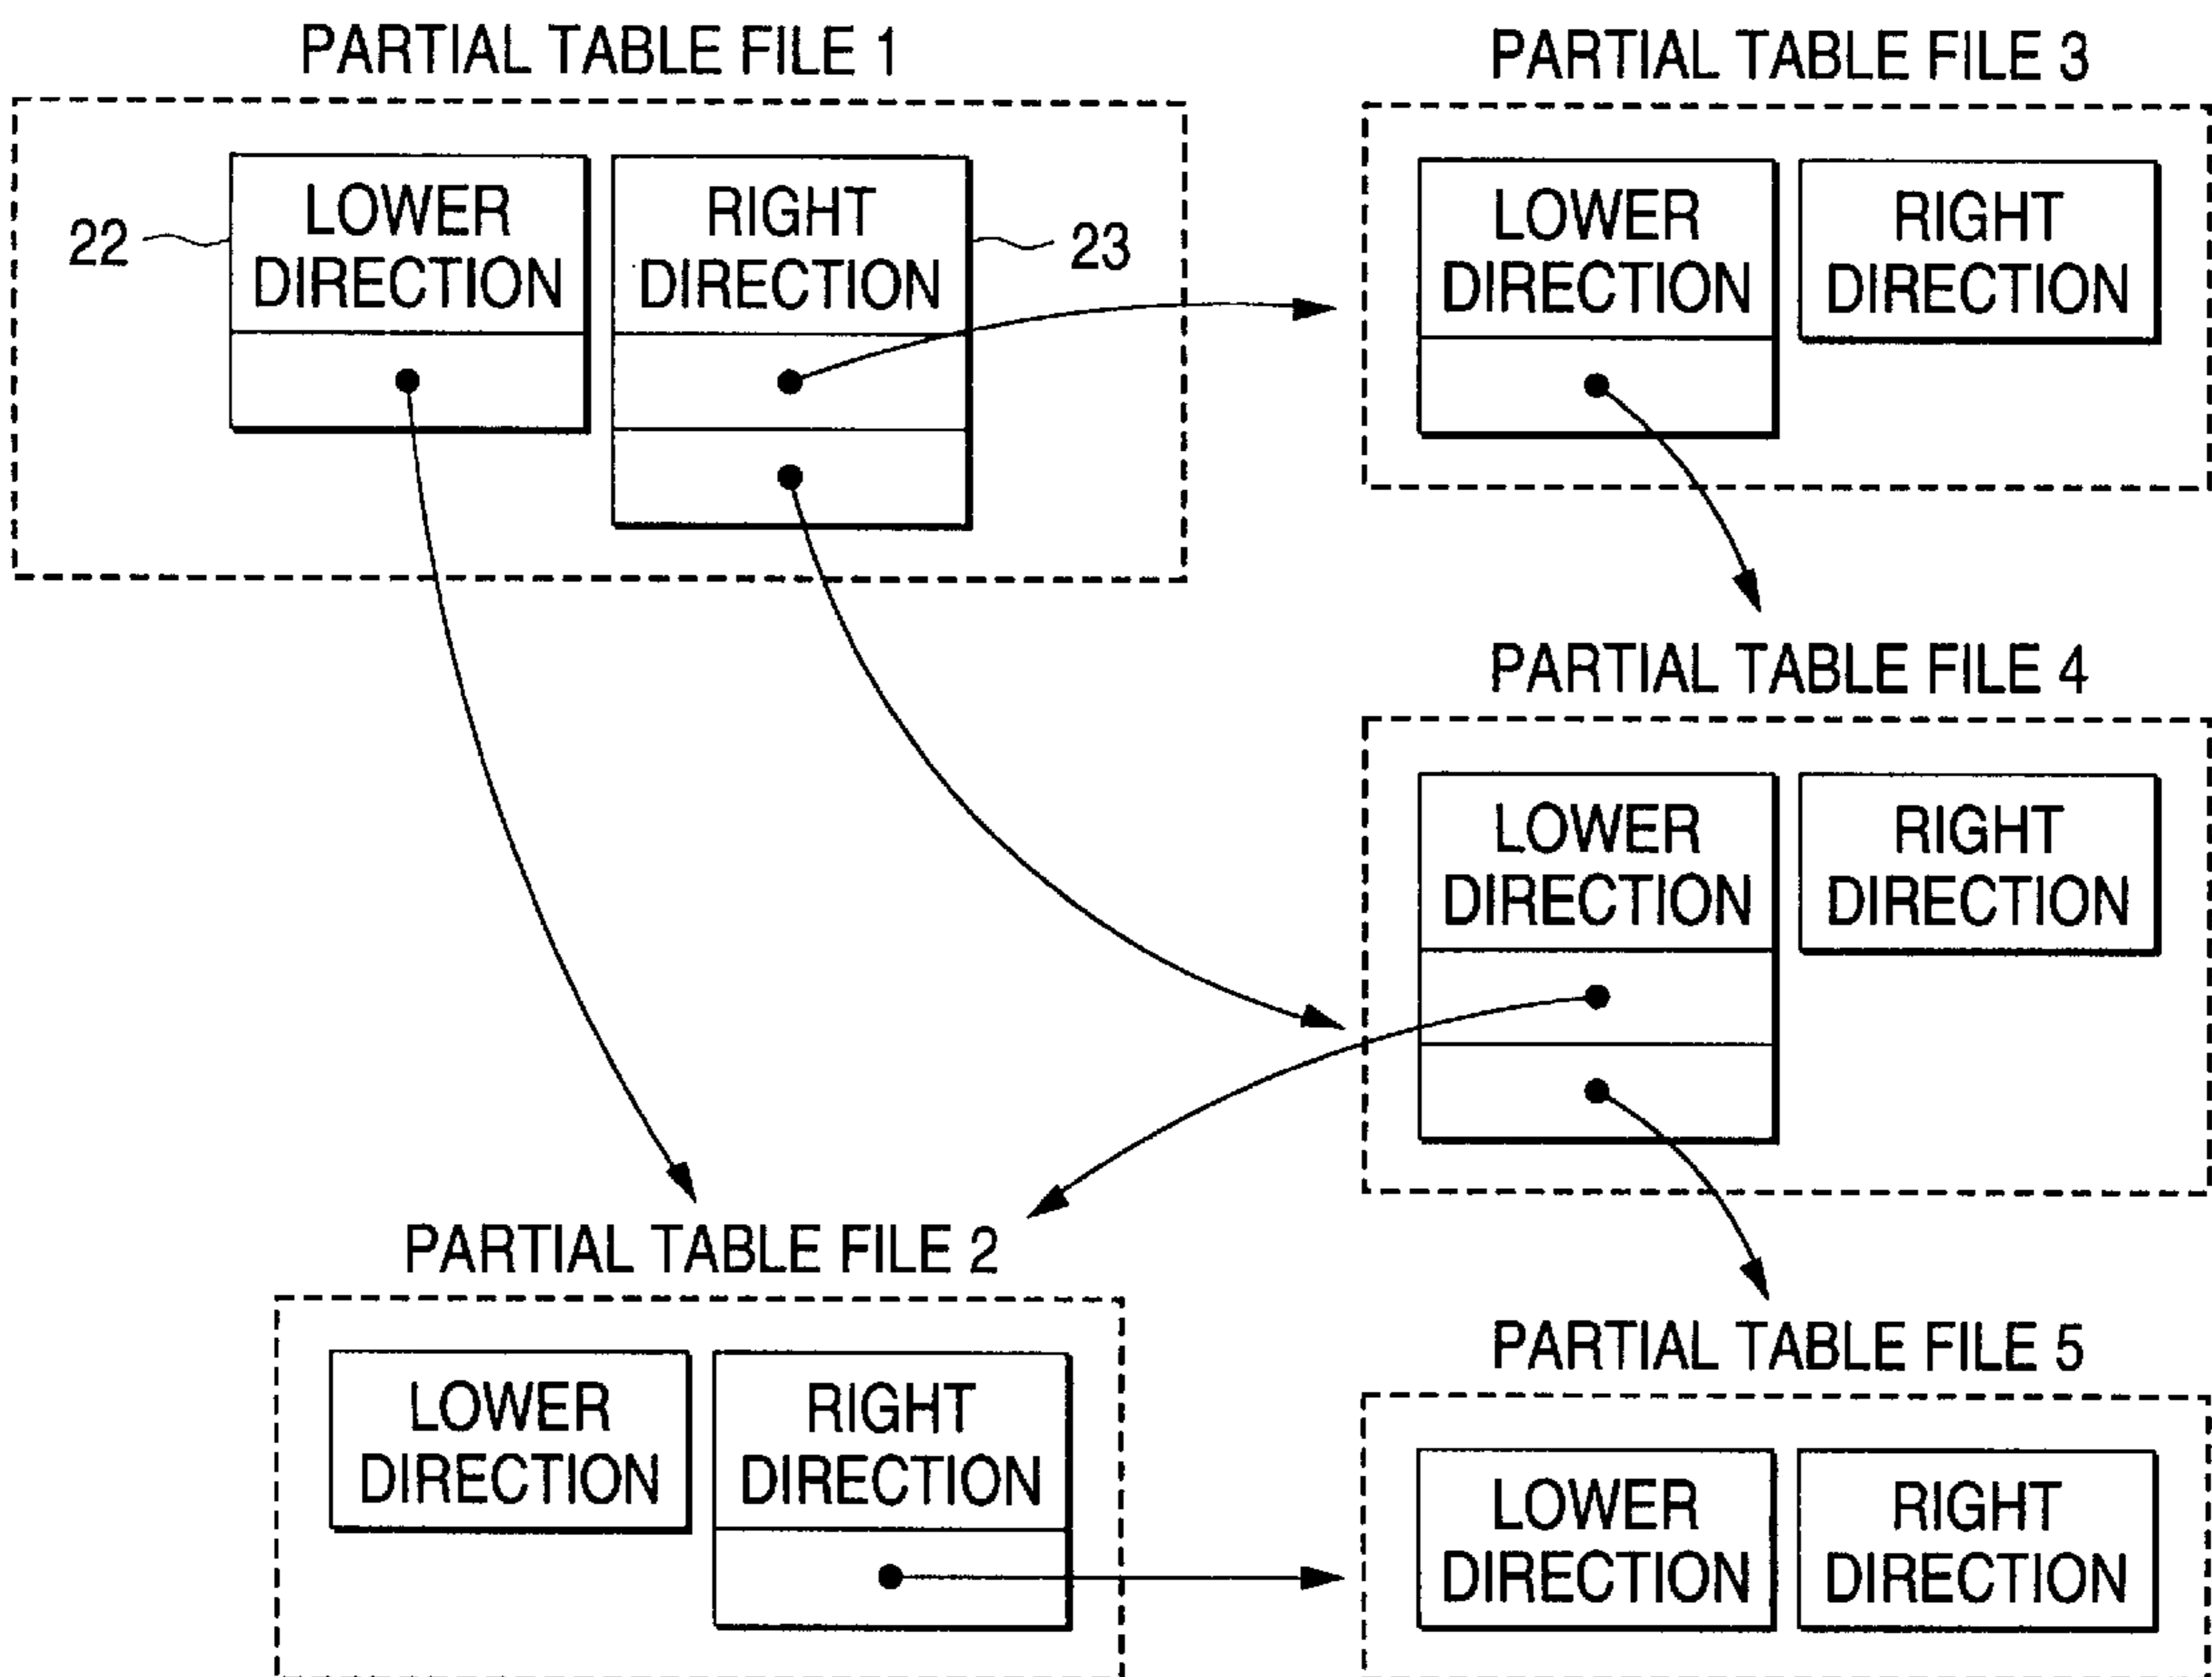 PARTIAL TABLE FILE 1
22
LOWER
DIRECTION
RIGHT
DIRECTION
23
PARTIAL TABLE FILE 3
LOWER
DIRECTION
RIGHT
DIRECTION
PARTIAL TABLE FILE 4
LOWER
DIRECTION
RIGHT
DIRECTION
PARTIAL TABLE FILE 2
LOWER
DIRECTION
RIGHT
DIRECTION
PARTIAL TABLE FILE 5
LOWER
DIRECTION
RIGHT
DIRECTION